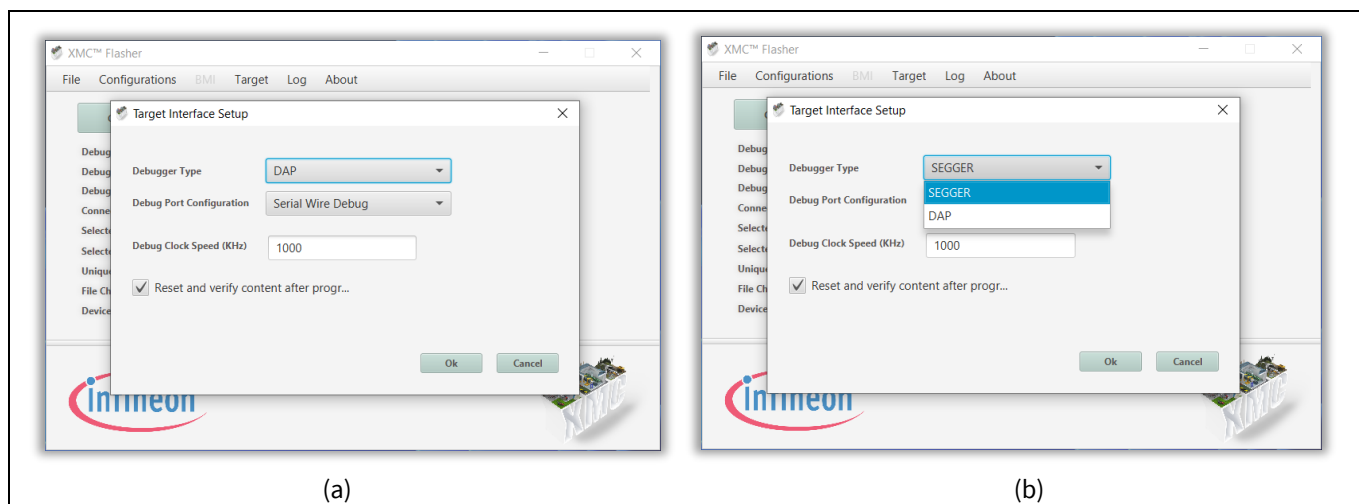 XMC™ Flasher
File Configurations BMI Target Log About
Target Interface Setup
Debug
Debugger Type DAP
Debug
Debug
Debug Port Configuration Serial Wire Debug
Conne
Selecte
Selecte
Debug Clock Speed (KHz) 1000
Uniqu
File Ch
Reset and verify content after progr...
Device
Ok Cancel
infineon
XMC
(a)
XMC™ Flasher
File Configurations BMI Target Log About
Target Interface Setup
Debug
Debugger Type SEGGER
Debug
Debug
SEGGER
Debug Port Configuration
Conne
DAP
Selecte
Selecte
Debug Clock Speed (KHz) 1000
Uniqu
File Ch
Reset and verify content after progr...
Device
Ok Cancel
infineon
XMC
(b)